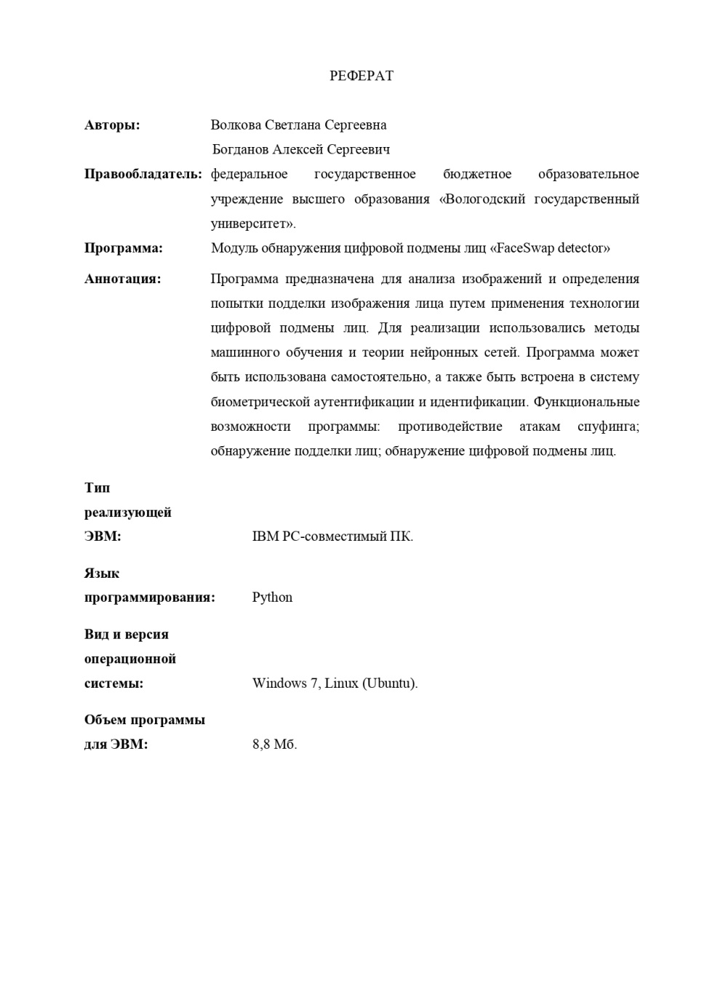 РЕФЕРАТ
Авторы: Волкова Светлана Сергеевна
Богданов Алексей Сергеевич
Правообладатель: федеральное государственное бюджетное образовательное
учреждение высшего образования «Вологодский государственный
университет».
Программа: Модуль обнаружения цифровой подмены лиц «FaceSwap detector»
Аннотация: Программа предназначена для анализа изображений и определения
попытки подделки изображения лица путем применения технологии
цифровой подмены лиц. Для реализации использовались методы
машинного обучения и теории нейронных сетей. Программа может
быть использована самостоятельно, а также быть встроена в систему
биометрической аутентификации и идентификации. Функциональные
возможности программы: противодействие атакам спуфинга;
обнаружение подделки лиц; обнаружение цифровой подмены лиц.
Тип
реализующей
ЭВМ: IBM PC-совместимый ПК.
Язык
программирования: Python
Вид и версия
операционной
системы: Windows 7, Linux (Ubuntu).
Объем программы
для ЭВМ: 8,8 Мб.